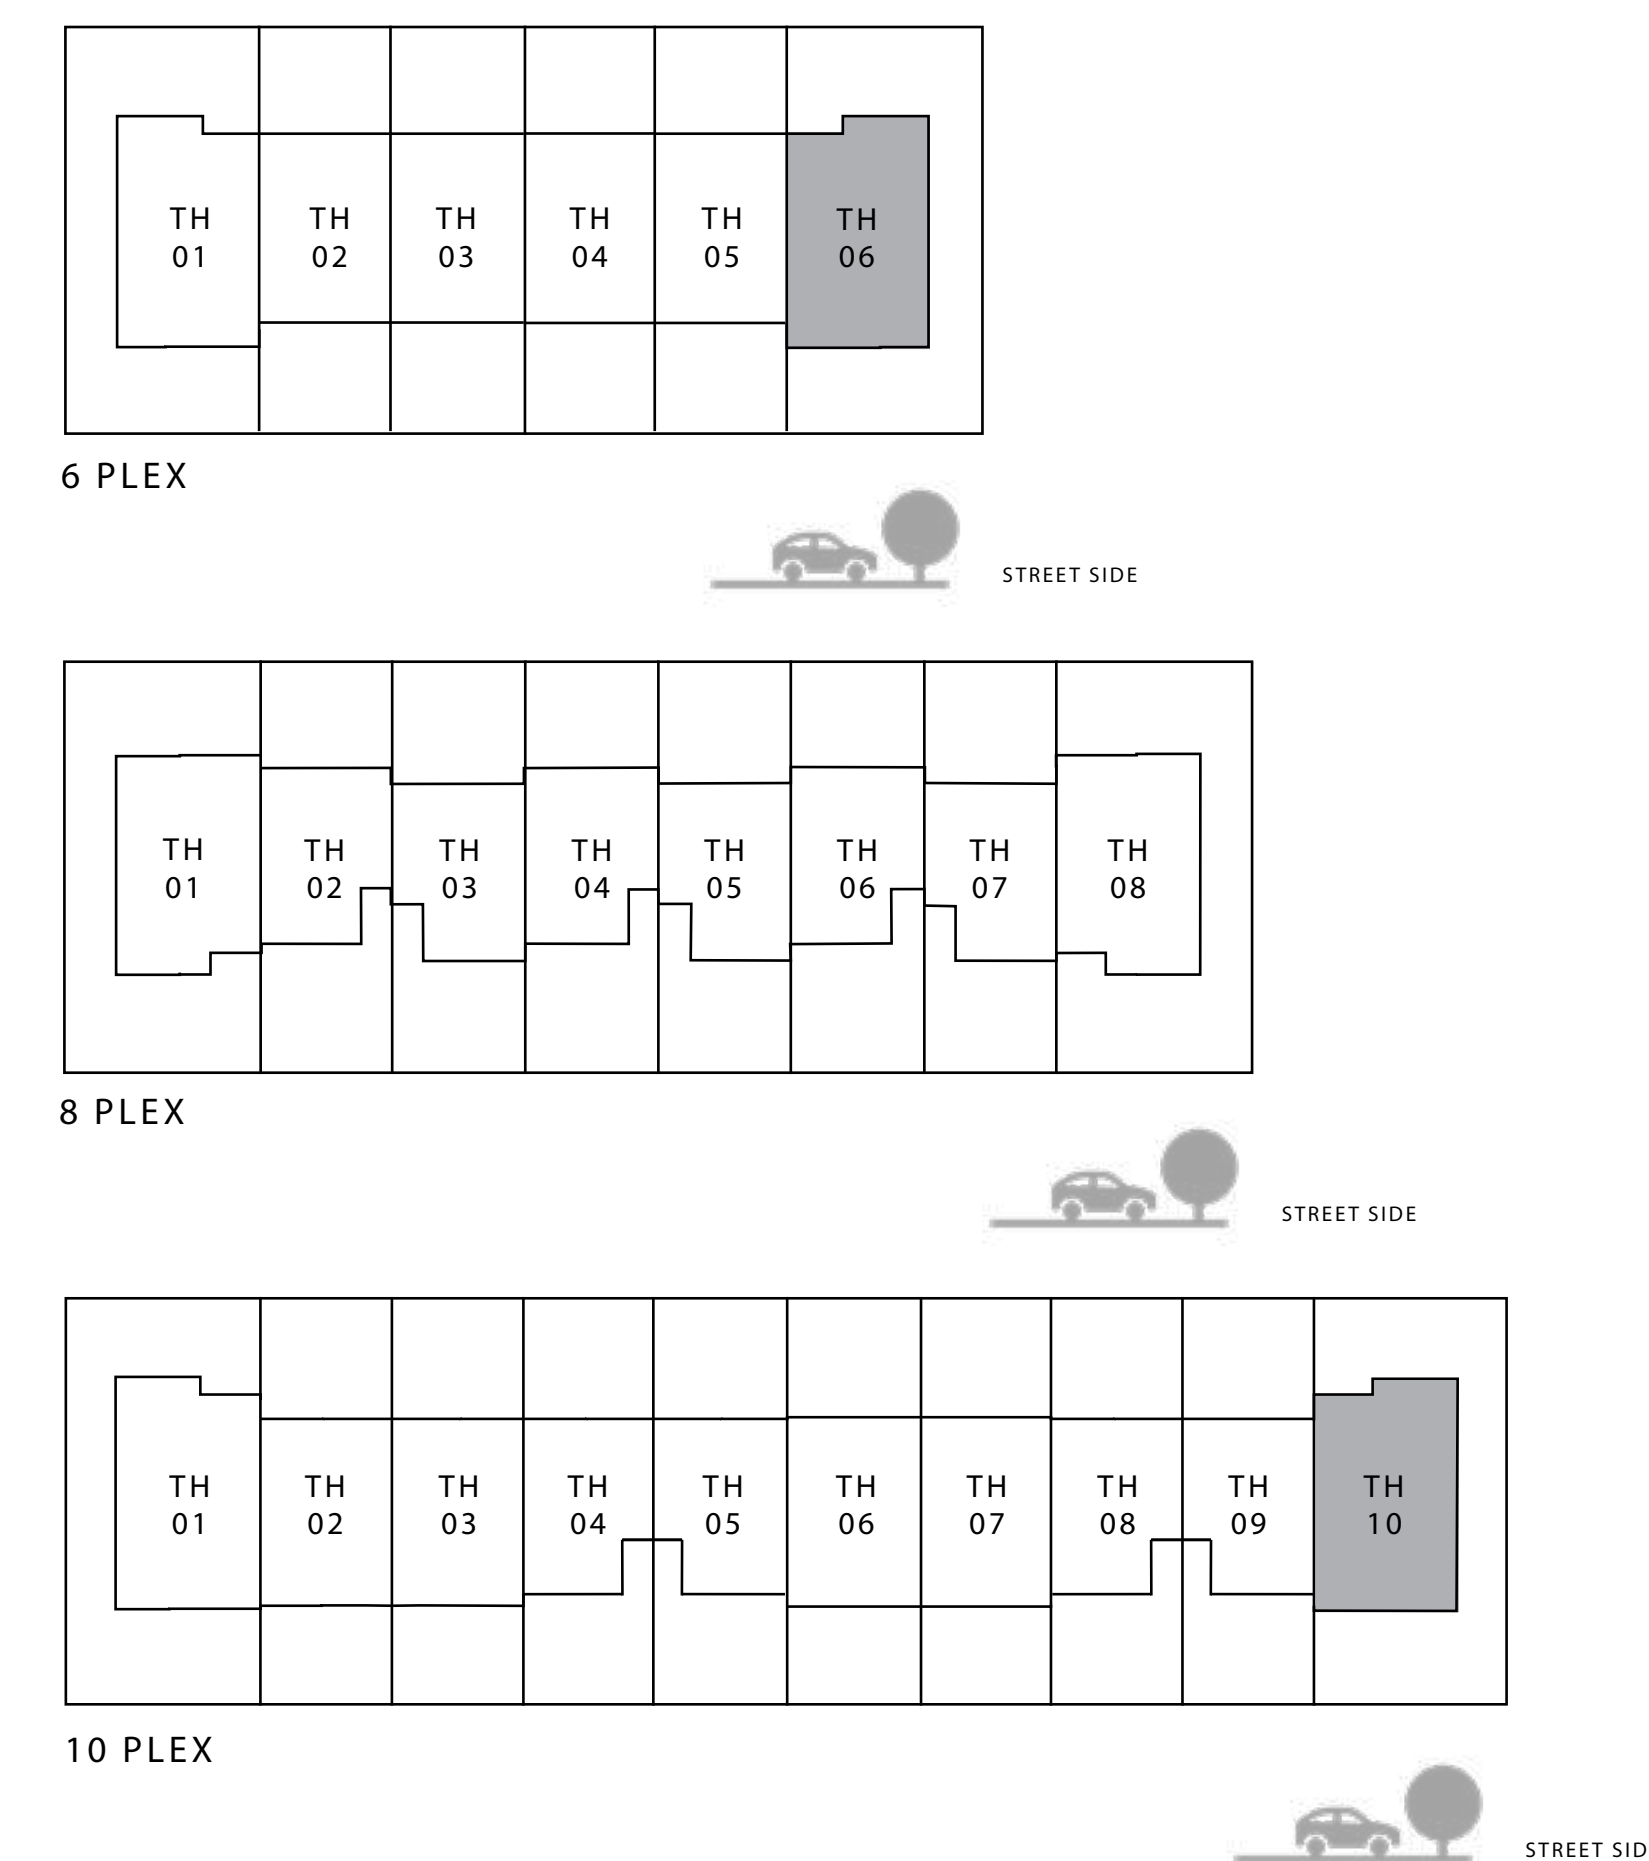 TH TH TH TH TH TH
01 02 03 04 05 06
6 PLEX
STREET SIDE
TH TH TH TH TH TH TH TH
01 02 03 04 05 06 07 08
8 PLEX
STREET SIDE
TH TH TH TH TH TH TH TH TH TH
01 02 03 04 05 06 07 08 09 10
10 PLEX
STREET SID